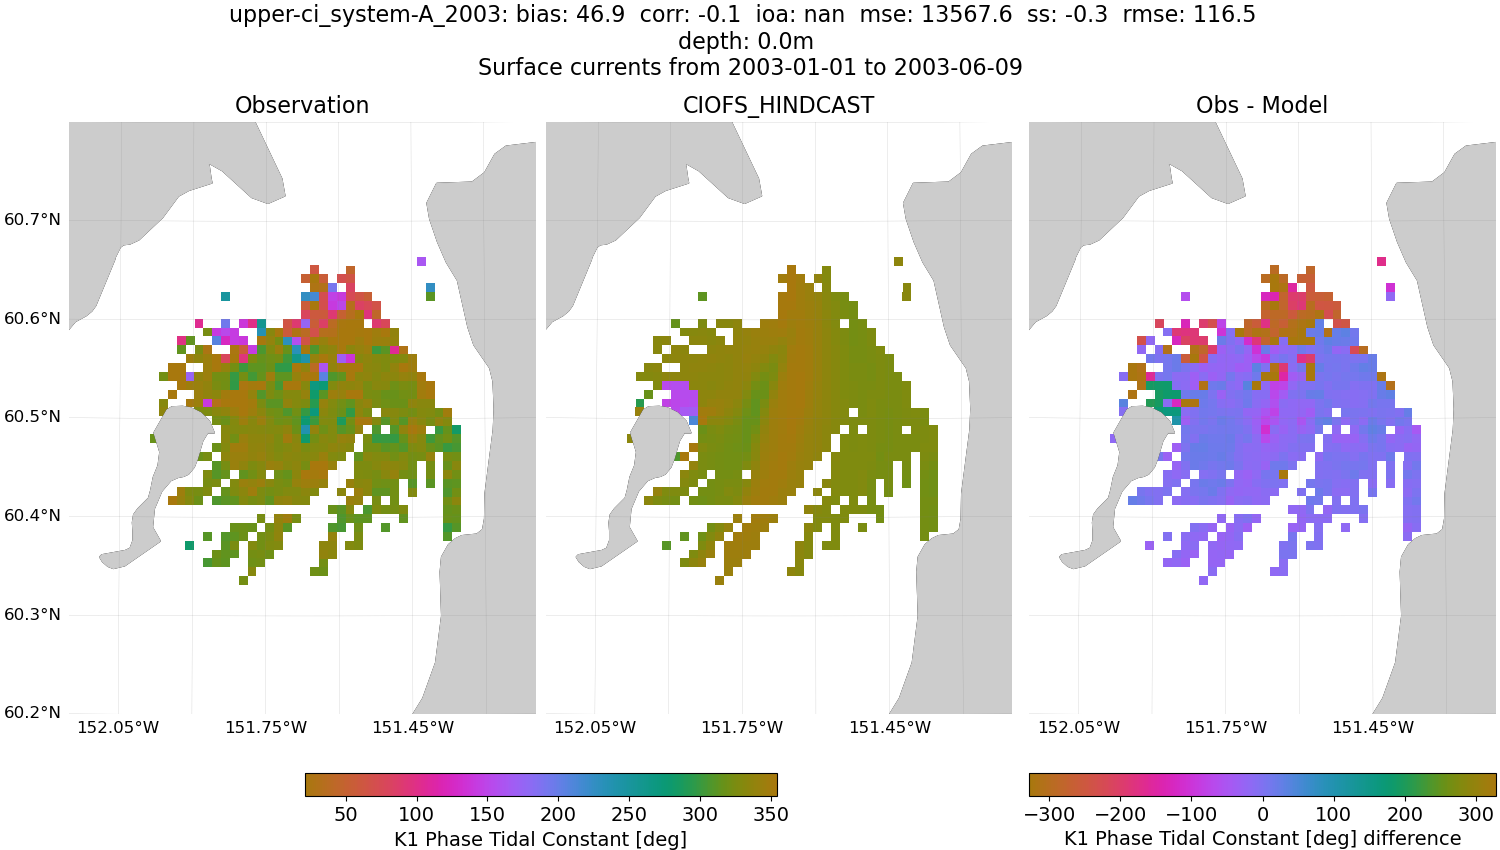 upper-ci_system-A_2003: bias: 46.9  corr: -0.1  ioa: nan  mse: 13567.6  ss: -0.3  rmse: 116.5
depth: 0.0m
Surface currents from 2003-01-01 to 2003-06-09
Observation
CIOFS_HINDCAST
Obs - Model
60.7°N
60.6°N
60.5°N
60.4°N
60.3°N
60.2°N
152.05°W 151.75°W 151.45°W
152.05°W 151.75°W 151.45°W
152.05°W 151.75°W 151.45°W
50 100 150 200 250 300 350
K1 Phase Tidal Constant [deg]
−300 −200 −100 0 100 200 300
K1 Phase Tidal Constant [deg] difference